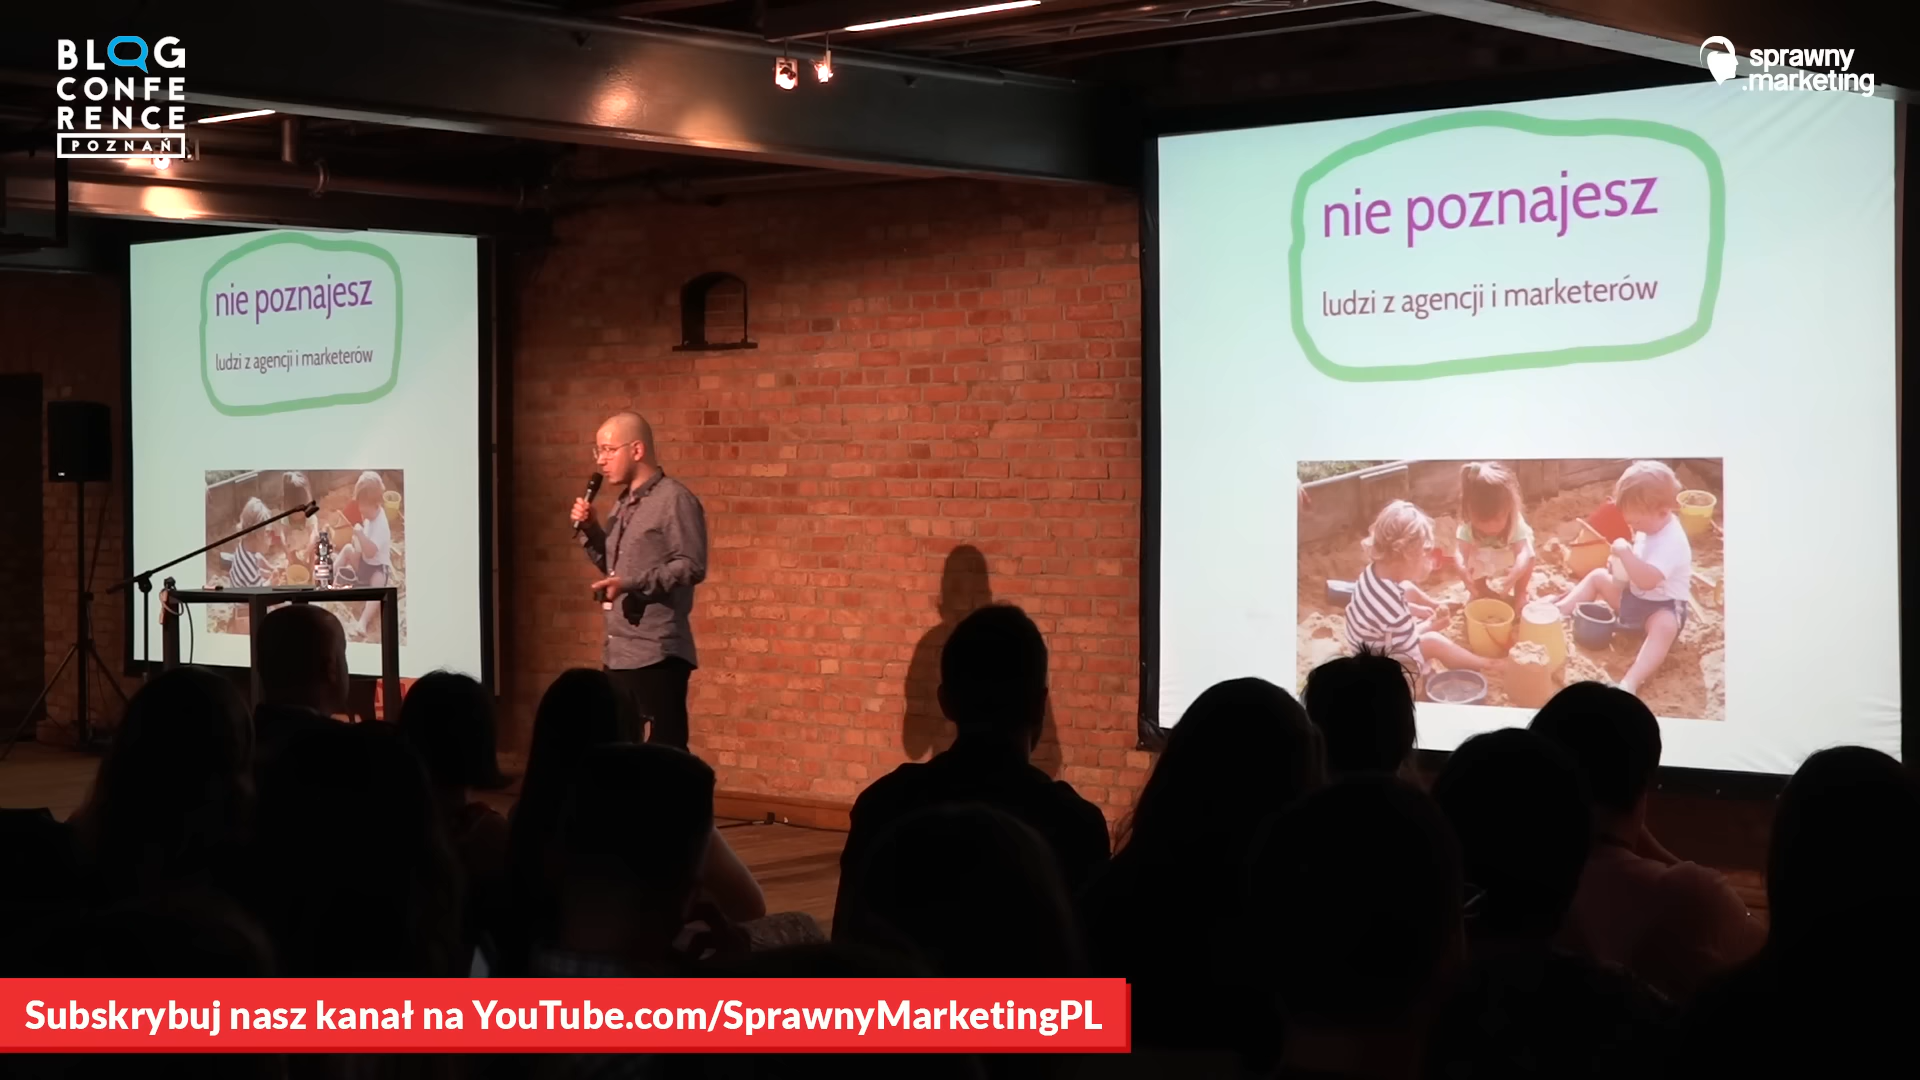 BLOG
CONFE
RENCE
POZNAŃ
sprawny
.marketing
nie poznajesz
ludzi z agencji i marketerów
nie poznajesz
ludzi z agencji i marketerów
Subskrybuj nasz kanał na YouTube.com/SprawnyMarketingPL